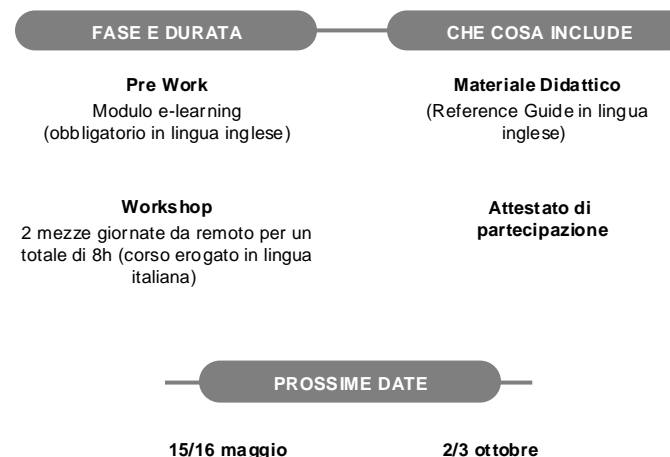 FASE E DURATA
CHE COSA INCLUDE
Pre Work
Modulo e-learning
(obbligatorio in lingua inglese)
Materiale Didattico
(Reference Guide in lingua
inglese)
Workshop
2 mezze giornate da remoto per un
totale di 8h (corso erogato in lingua
italiana)
Attestato di
partecipazione
PROSSIME DATE
15/16 maggio
2/3 ottobre